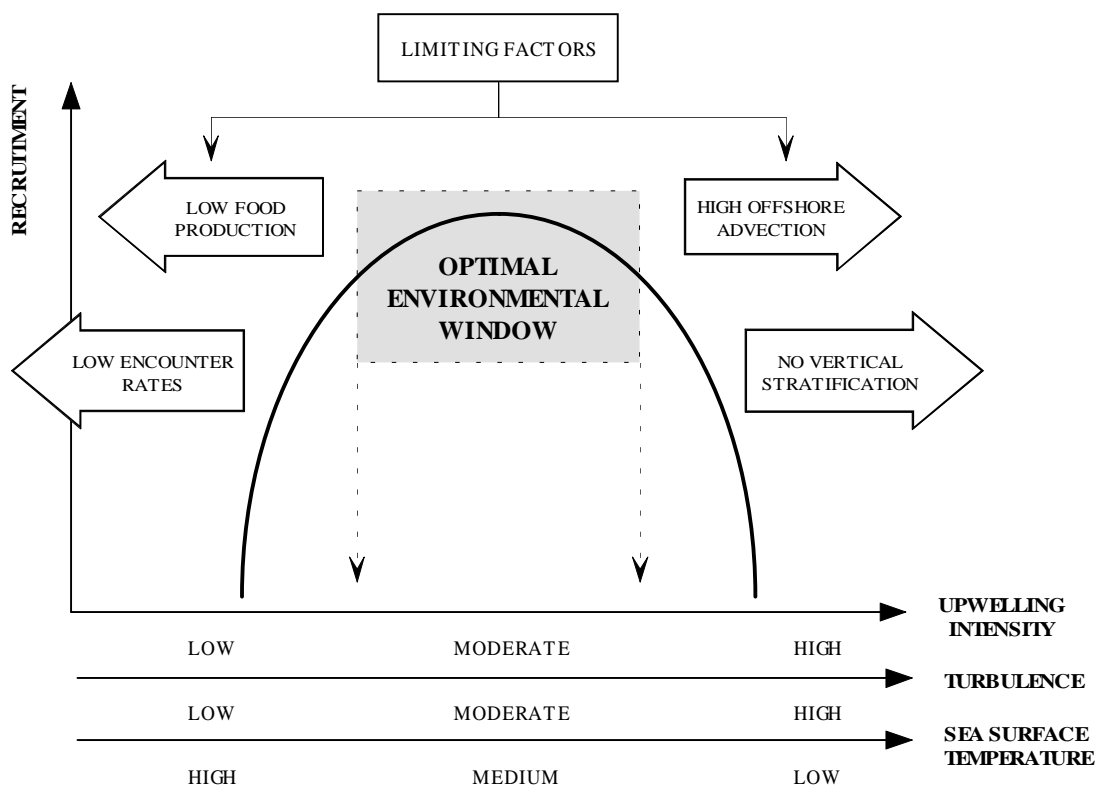 LIMITING FACTORS
RECRUITMENT
LOW FOOD
PRODUCTION
HIGH OFFSHORE
ADVECTION
OPTIMAL
ENVIRONMENTAL
WINDOW
LOW ENCOUNTER
RATES
NO VERTICAL
STRATIFICATION
UPWELLING
INTENSITY
LOW MODERATE HIGH
TURBULENCE
LOW MODERATE HIGH
SEA SURFACE
TEMPERATURE
HIGH MEDIUM LOW